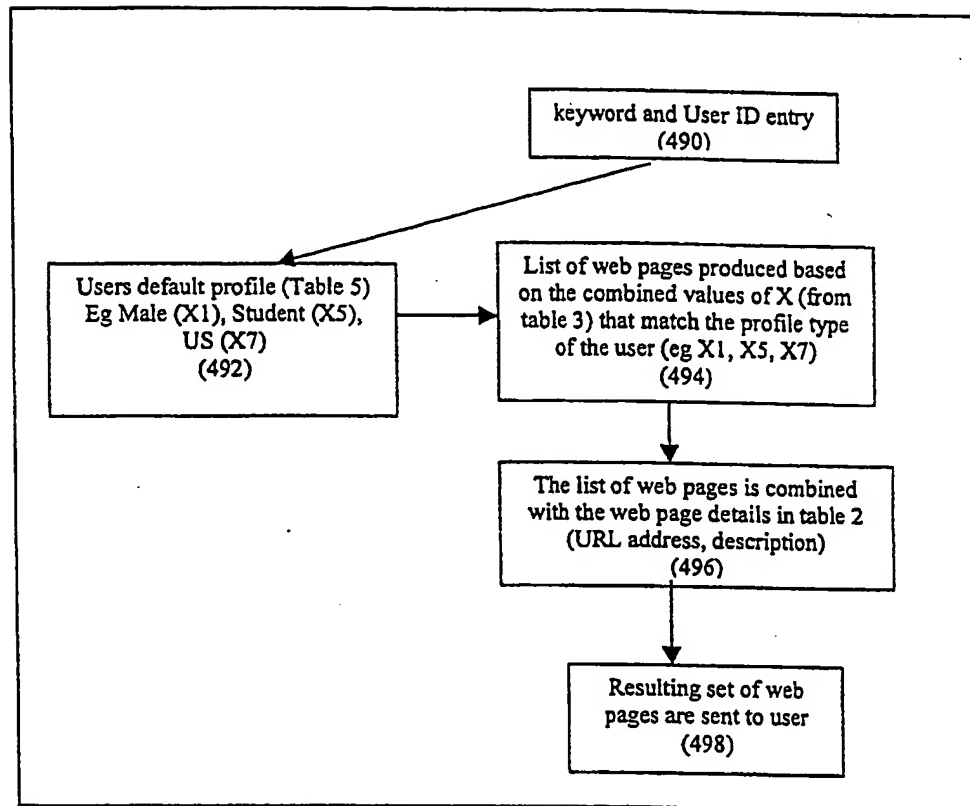 keyword and User ID entry
(490)
Users default profile (Table 5)
Eg Male (X1), Student (X5),
US (X7)
(492)
List of web pages produced based
on the combined values of X (from
table 3) that match the profile type
of the user (eg X1, X5, X7)
(494)
The list of web pages is combined
with the web page details in table 2
(URL address, description)
(496)
Resulting set of web
pages are sent to user
(498)